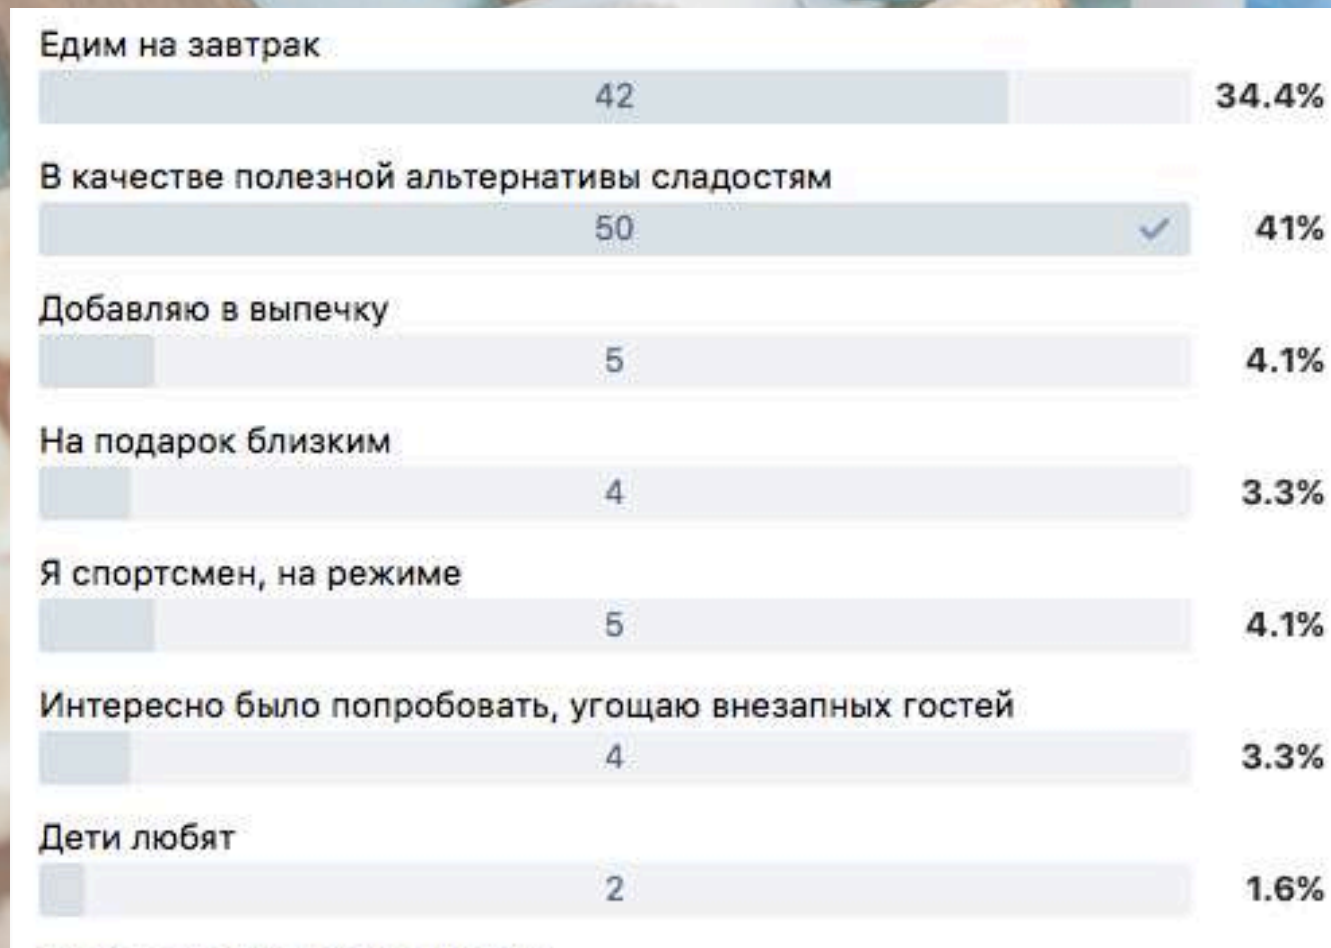 Едим на завтрак
42 34.4%
В качестве полезной альтернативы сладостям
50 41%
Добавляю в выпечку
5 4.1%
На подарок близким
4 3.3%
Я спортсмен, на режиме
5 4.1%
Интересно было попробовать, угощаю внезапных гостей
4 3.3%
Дети любят
2 1.6%